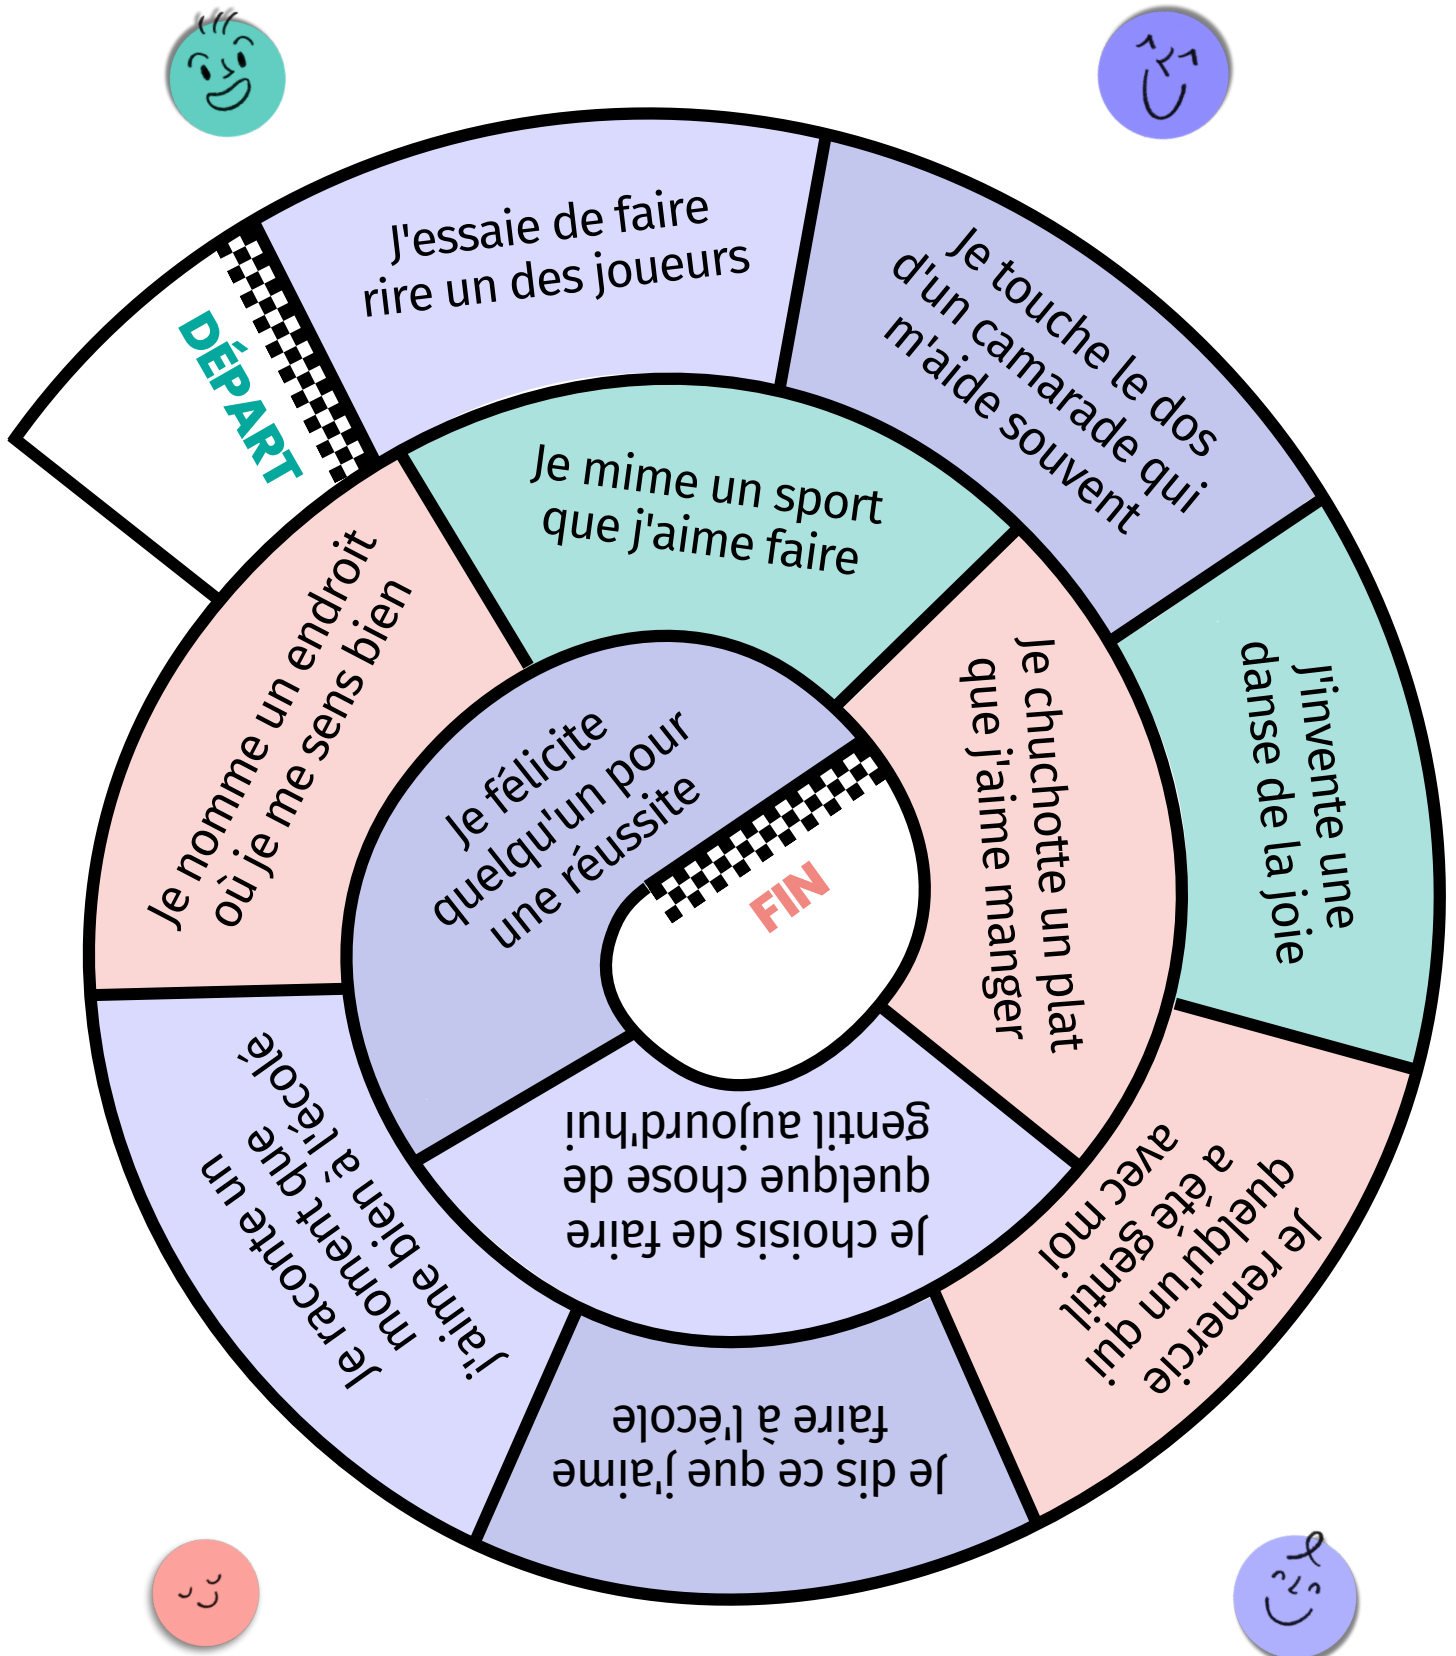 DÉPART
J'essaie de faire
rire un des joueurs
Je touche le dos
d'un camarade qui
m'aide souvent
J'invente une
danse de la joie
Je remercie
quelqu'un qui
a été gentil
avec moi
Je dis ce que j'aime
faire à l'école
Je raconte un
moment que
j'aime bien à l'école
Je nomme un endroit
où je me sens bien
Je mime un sport
que j'aime faire
Je chuchotte un plat
que j'aime manger
Je choisis de faire
quelque chose de
gentil aujourd'hui
Je félicite
quelqu'un pour
une réussite
FIN